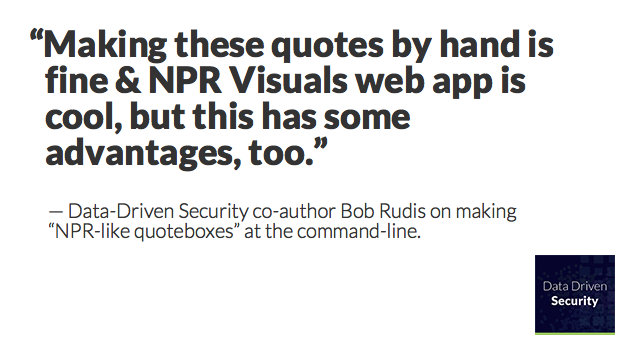 “Making these quotes by hand is
fine & NPR Visuals web app is
cool, but this has some
advantages, too.”
— Data-Driven Security co-author Bob Rudis on making
“NPR-like quoteboxes” at the command-line.
Data Driven
Security